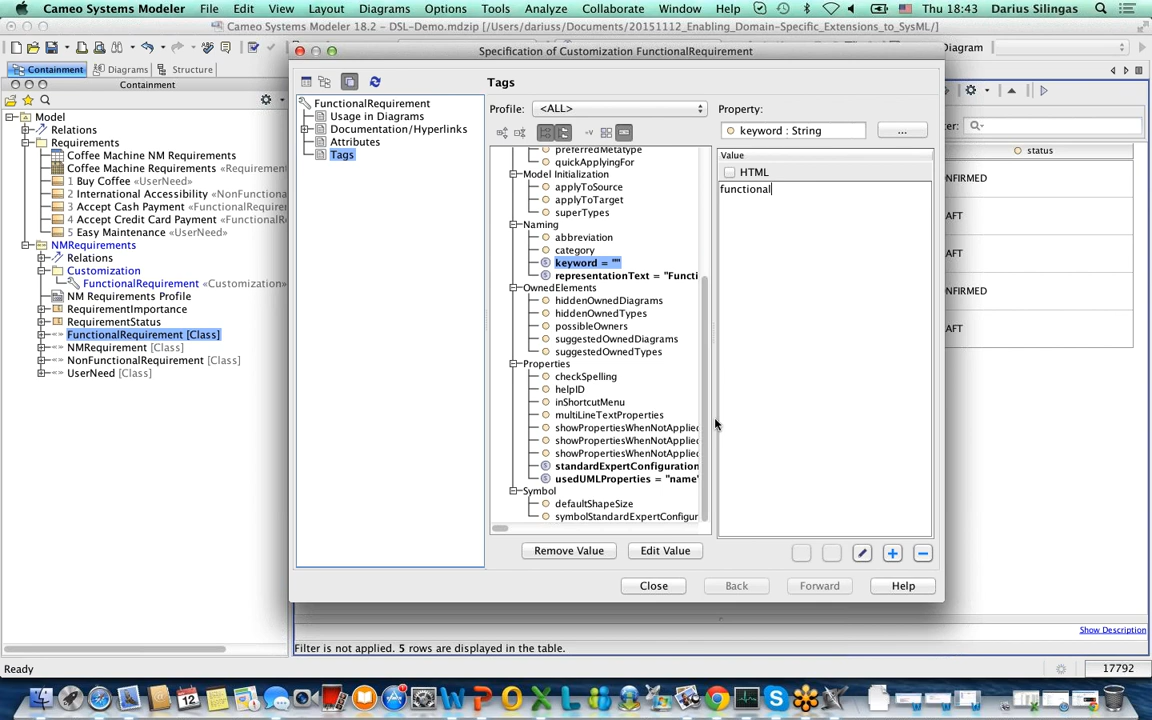 Cameo Systems Modeler File Edit View Layout Diagrams Options Tools Analyze Collaborate Window Help Thu 18:43 Darius Silingas
Cameo Systems Modeler 18.2 - DSL-Demo.mdzip [/Users/dariuss/Documents/20151112_Enabling_Domain-Specific_Extensions_to_SysML/]
Diagram
Specification of Customization FunctionalRequirement
Containment Diagrams Structure
Containment
Model
Relations
Requirements
Coffee Machine NM Requirements
Coffee Machine Requirements «Requirement
1 Buy Coffee «UserNeed»
2 International Accessibility «NonFunctiona
3 Accept Cash Payment «FunctionalRequire
4 Accept Credit Card Payment «FunctionalR
5 Easy Maintenance «UserNeed»
NMRequirements
Relations
Customization
FunctionalRequirement «Customization»
NM Requirements Profile
RequirementImportance
RequirementStatus
FunctionalRequirement [Class]
NMRequirement [Class]
NonFunctionalRequirement [Class]
UserNeed [Class]
FunctionalRequirement
Usage in Diagrams
Documentation/Hyperlinks
Attributes
Tags
Tags
Profile: <ALL>
preferredMetatype
quickApplyingFor
Model Initialization
applyToSource
applyToTarget
superTypes
Naming
abbreviation
category
keyword = ""
representationText = "Functi
OwnedElements
hiddenOwnedDiagrams
hiddenOwnedTypes
possibleOwners
suggestedOwnedDiagrams
suggestedOwnedTypes
Properties
checkSpelling
helpID
inShortcutMenu
multiLineTextProperties
showPropertiesWhenNotApplied
showPropertiesWhenNotApplied
showPropertiesWhenNotApplied
standardExpertConfiguration
usedUMLProperties = "name"
Symbol
defaultShapeSize
symbolStandardExpertConfigur
Remove Value Edit Value
Property:
keyword : String ...
Value
HTML
functional
Close Back Forward Help
er:
status
NFIRMED
AFT
AFT
NFIRMED
AFT
Show Description
Filter is not applied. 5 rows are displayed in the table.
Ready 17792